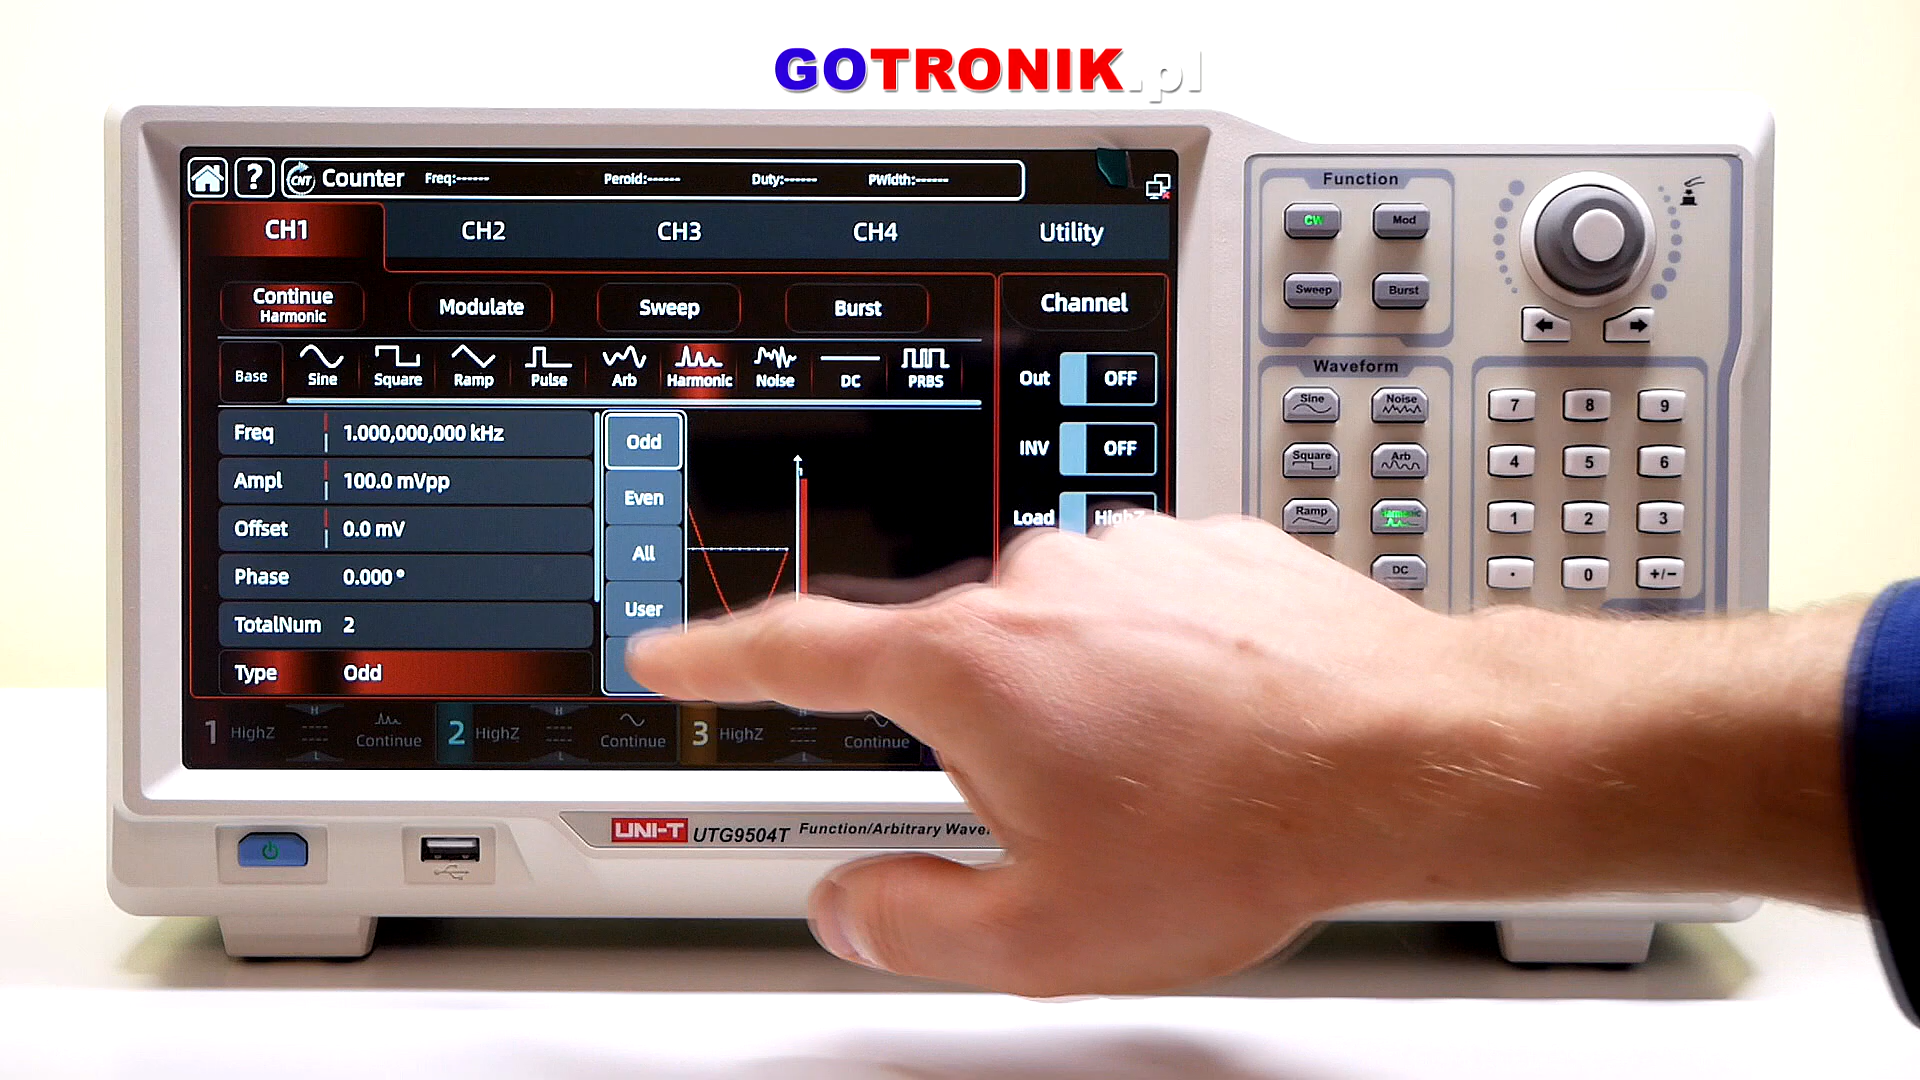 GOTRONIK.pl
? CNT Counter Freq:------ Peroid:------ Duty:------ PWidth:------
CH1 CH2 CH3 CH4 Utility
Continue
Harmonic
Modulate Sweep Burst
Channel
Base Sine Square Ramp Pulse Arb Harmonic Noise DC PRBS
Out OFF
INV OFF
Load HighZ
Freq 1.000,000,000 kHz
Ampl 100.0 mVpp
Offset 0.0 mV
Phase 0.000 °
TotalNum 2
Type Odd
Odd
Even
All
User
1 HighZ H L Continue
2 HighZ H L Continue
3 HighZ H L Continue
UNI-T UTG9504T Function/Arbitrary Wave
Function
CW Mod
Sweep Burst
Waveform
Sine Noise
Square Arb
Ramp Harmonic
DC
7 8 9
4 5 6
1 2 3
. 0 +/−